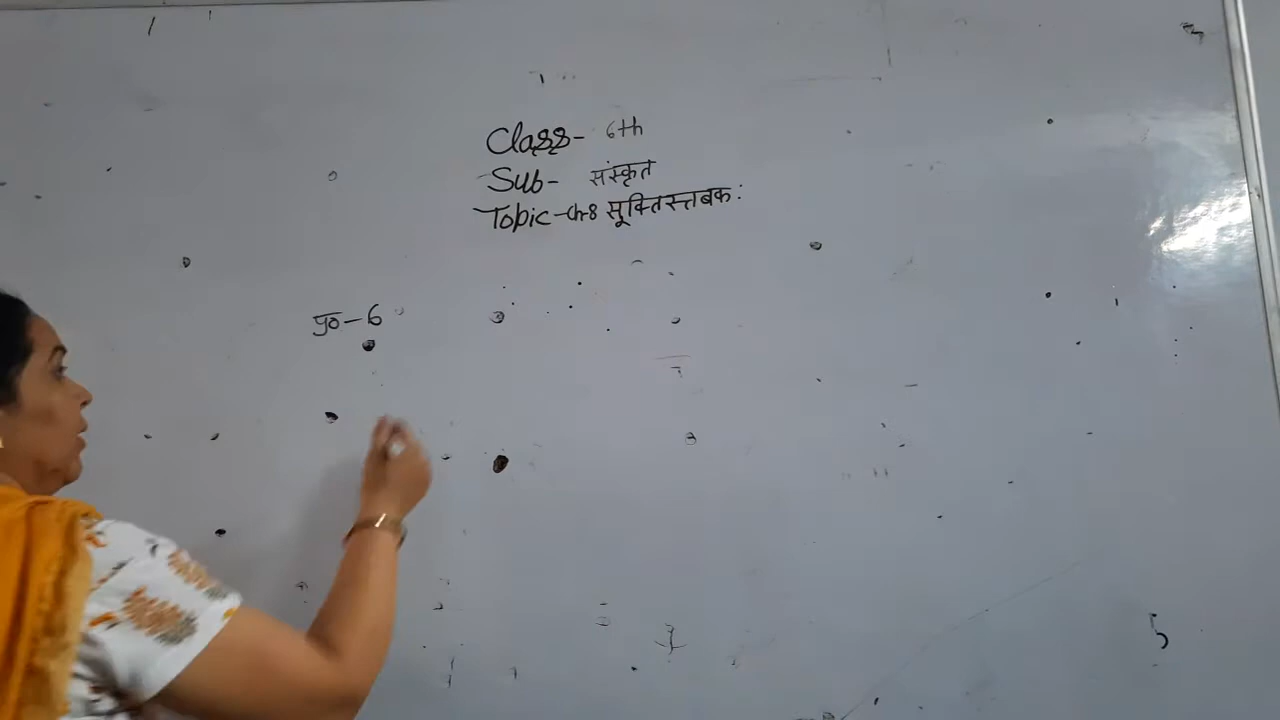 Class- 6th
Sub- संस्कृत
Topic-Ch-8 सूक्तिस्तबक:
प्र०-6